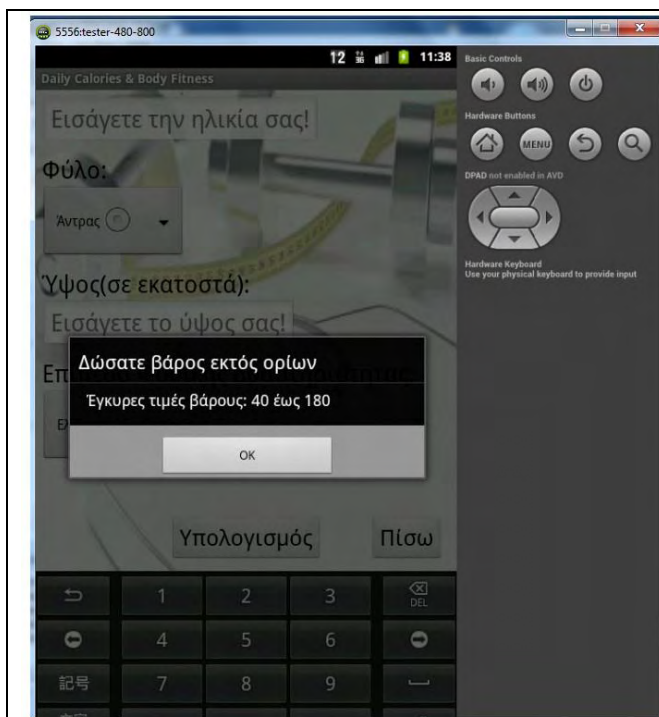 5556:tester-480-800
12 3G 11:38
Daily Calories & Body Fitness
Εισάγετε την ηλικία σας!
Φύλο:
Άντρας
Ύψος(σε εκατοστά):
Εισάγετε το ύψος σας!
Δώσατε βάρος εκτός ορίων
Έγκυρες τιμές βάρους: 40 έως 180
OK
Υπολογισμός Πίσω
1 2 3 DEL
4 5 6
記号 7 8 9
Basic Controls
Hardware Buttons
MENU
DPAD not enabled in AVD
Hardware Keyboard
Use your physical keyboard to provide input